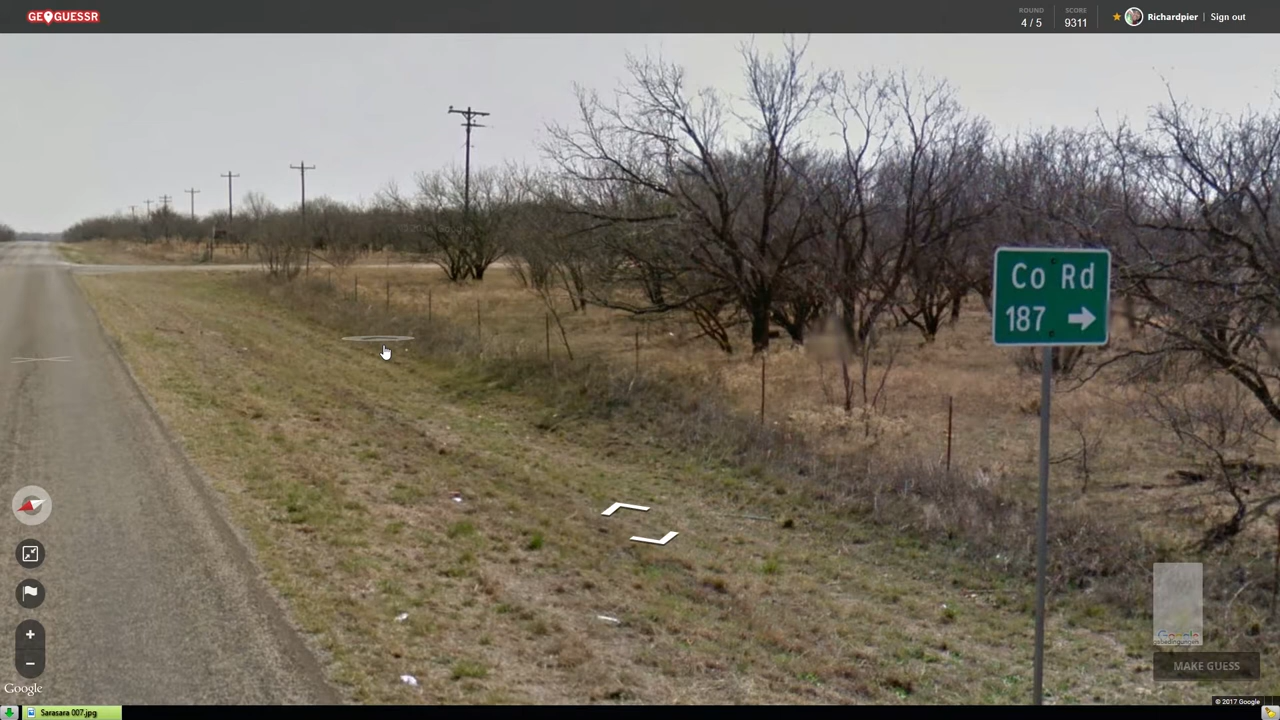 GEOGUESSR
ROUND
4 / 5
SCORE
9311
Richardpier
Sign out
Co Rd
187
+
−
Google
Google
MAKE GUESS
© 2017 Google
Sarasara 007.jpg